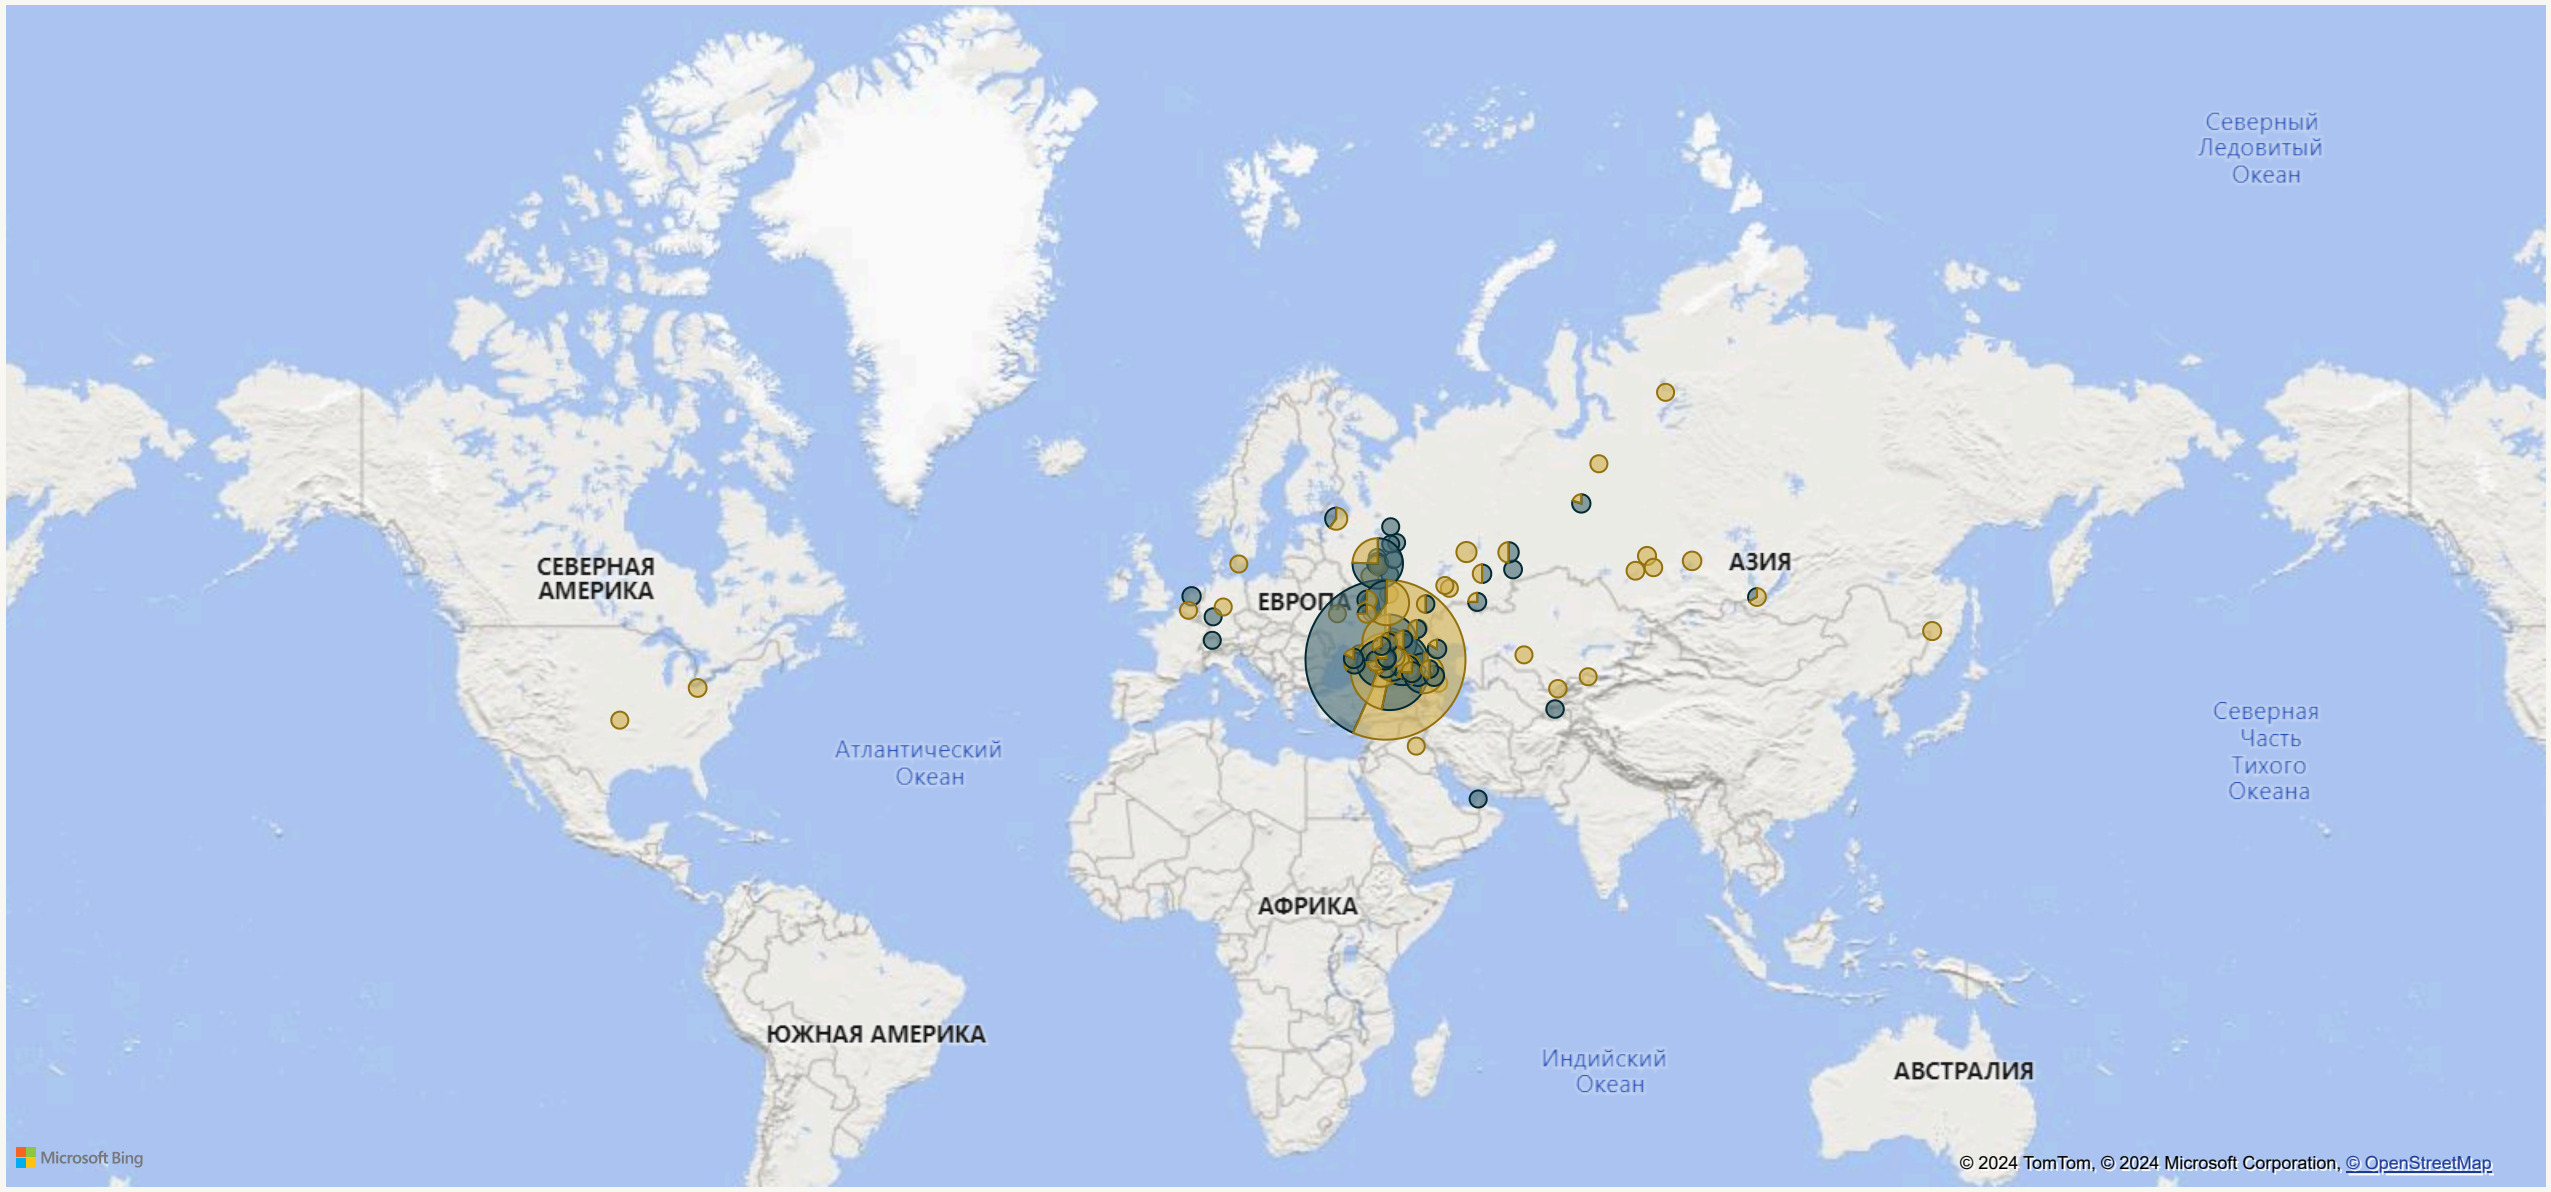 Северный
Ледовитый
Океан
СЕВЕРНАЯ
АМЕРИКА
АЗИЯ
ЕВРОПА
Северная
Часть
Тихого
Океана
Атлантический
Океан
АФРИКА
ЮЖНАЯ АМЕРИКА
Индийский
Океан
АВСТРАЛИЯ
Microsoft Bing
© 2024 TomTom, © 2024 Microsoft Corporation, © OpenStreetMap